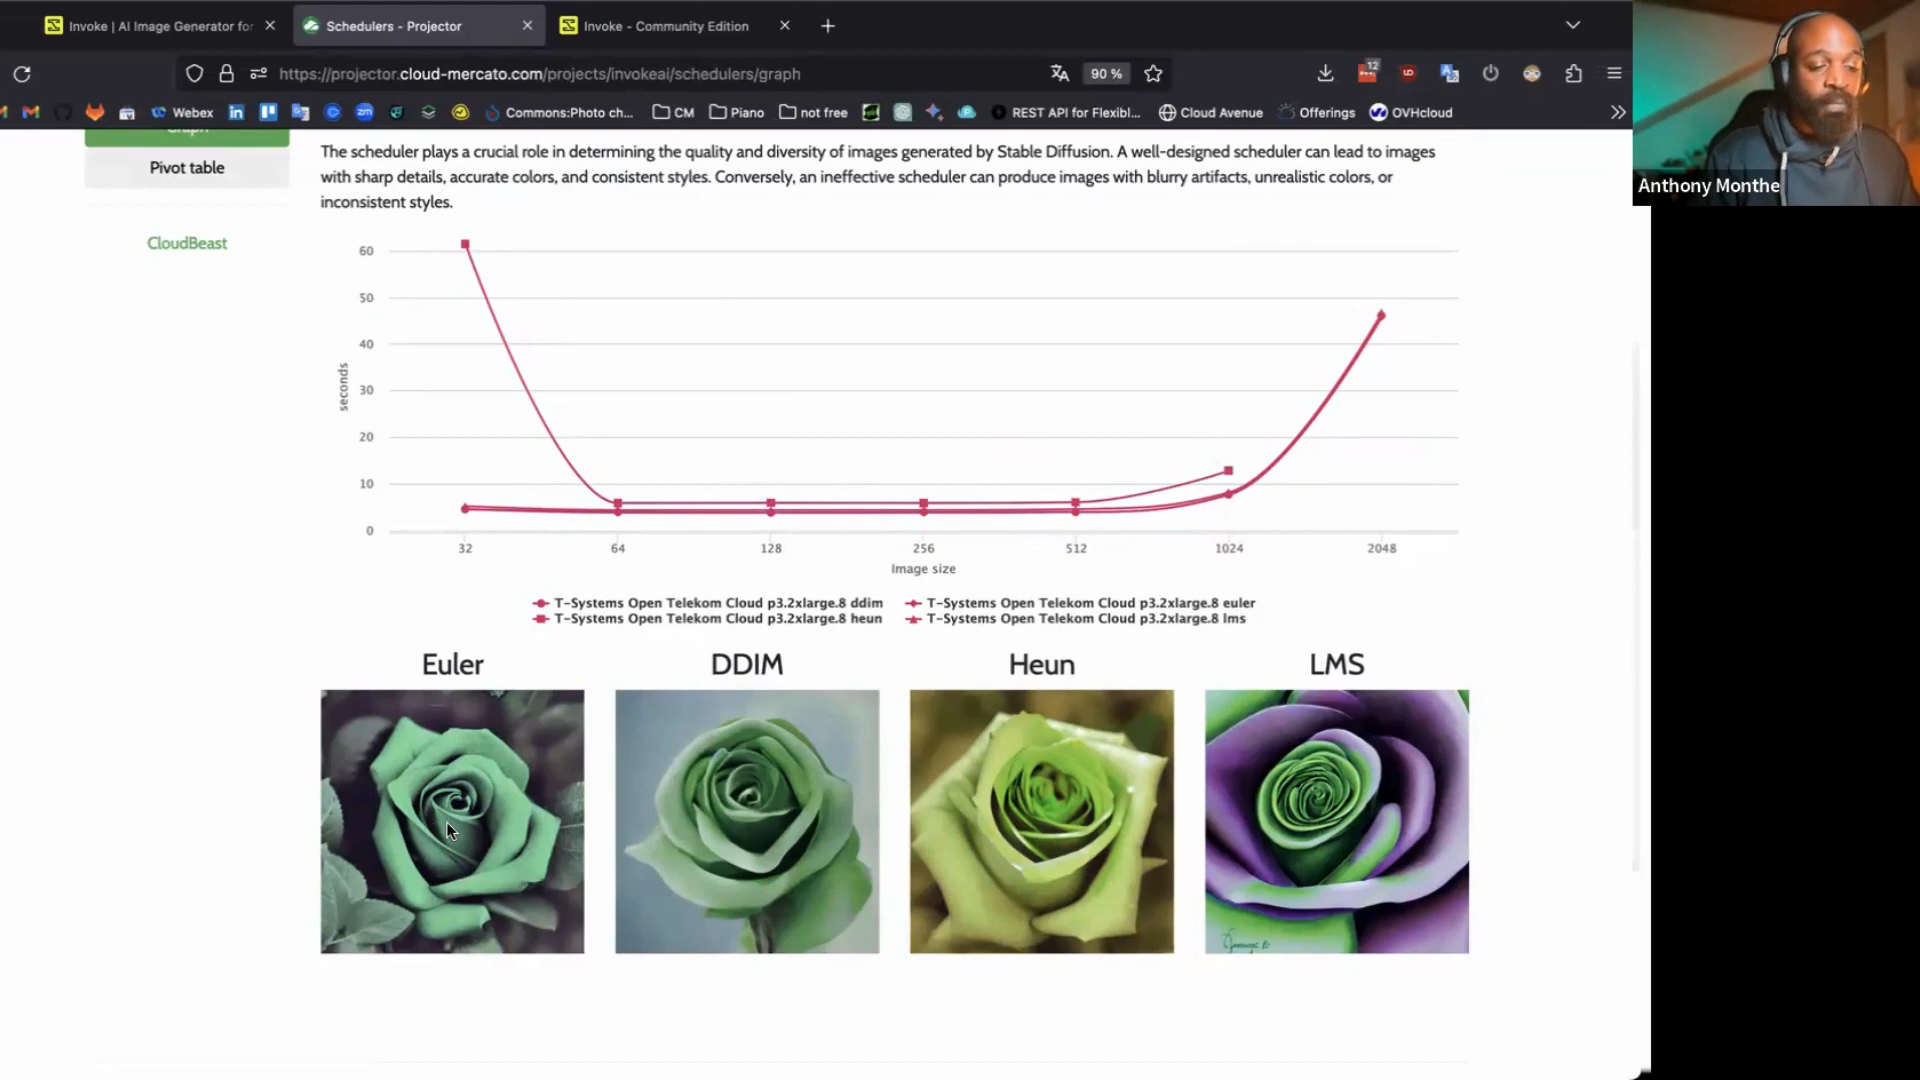 Invoke | AI Image Generator for
Schedulers - Projector
Invoke - Community Edition
https://projector.cloud-mercato.com/projects/invokeai/schedulers/graph
90 %
12
Webex
Commons:Photo ch...
CM
Piano
not free
REST API for Flexibl...
Cloud Avenue
Offerings
OVHcloud
Anthony Monthe
Graph
Pivot table
CloudBeast
The scheduler plays a crucial role in determining the quality and diversity of images generated by Stable Diffusion. A well-designed scheduler can lead to images
with sharp details, accurate colors, and consistent styles. Conversely, an ineffective scheduler can produce images with blurry artifacts, unrealistic colors, or
inconsistent styles.
60
50
40
30
20
10
0
seconds
32 64 128 256 512 1024 2048
Image size
T-Systems Open Telekom Cloud p3.2xlarge.8 ddim
T-Systems Open Telekom Cloud p3.2xlarge.8 euler
T-Systems Open Telekom Cloud p3.2xlarge.8 heun
T-Systems Open Telekom Cloud p3.2xlarge.8 lms
Euler
DDIM
Heun
LMS